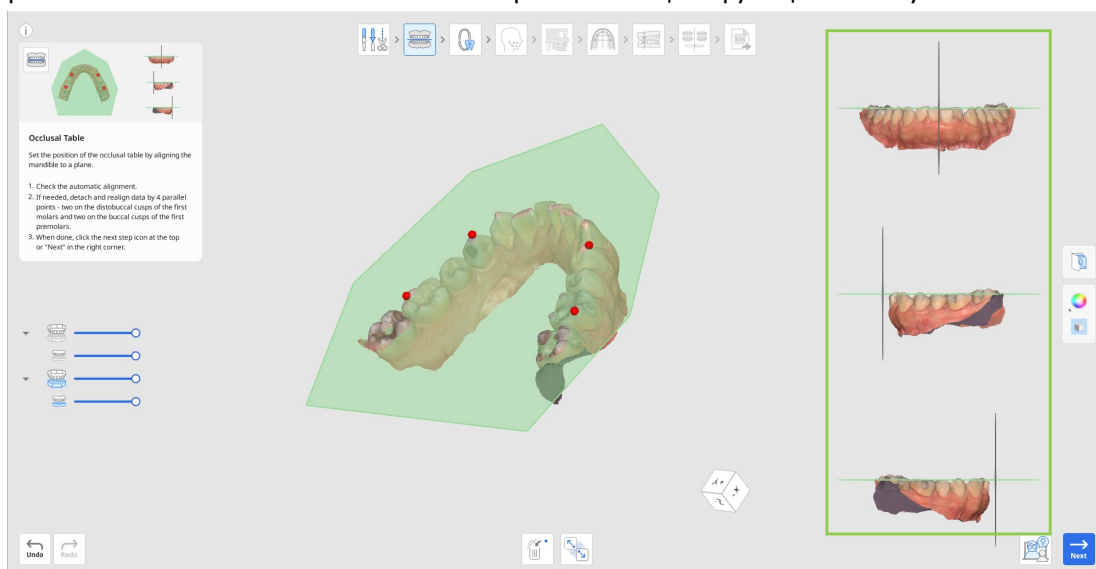 Occlusal Table
Set the position of the occlusal table by aligning the
mandible to a plane.
1. Check the automatic alignment.
2. If needed, detach and realign data by 4 parallel
points - two on the distobuccal cusps of the first
molars and two on the buccal cusps of the first
premolars.
3. When done, click the next step icon at the top
or "Next" in the right corner.
Undo
Redo
Next